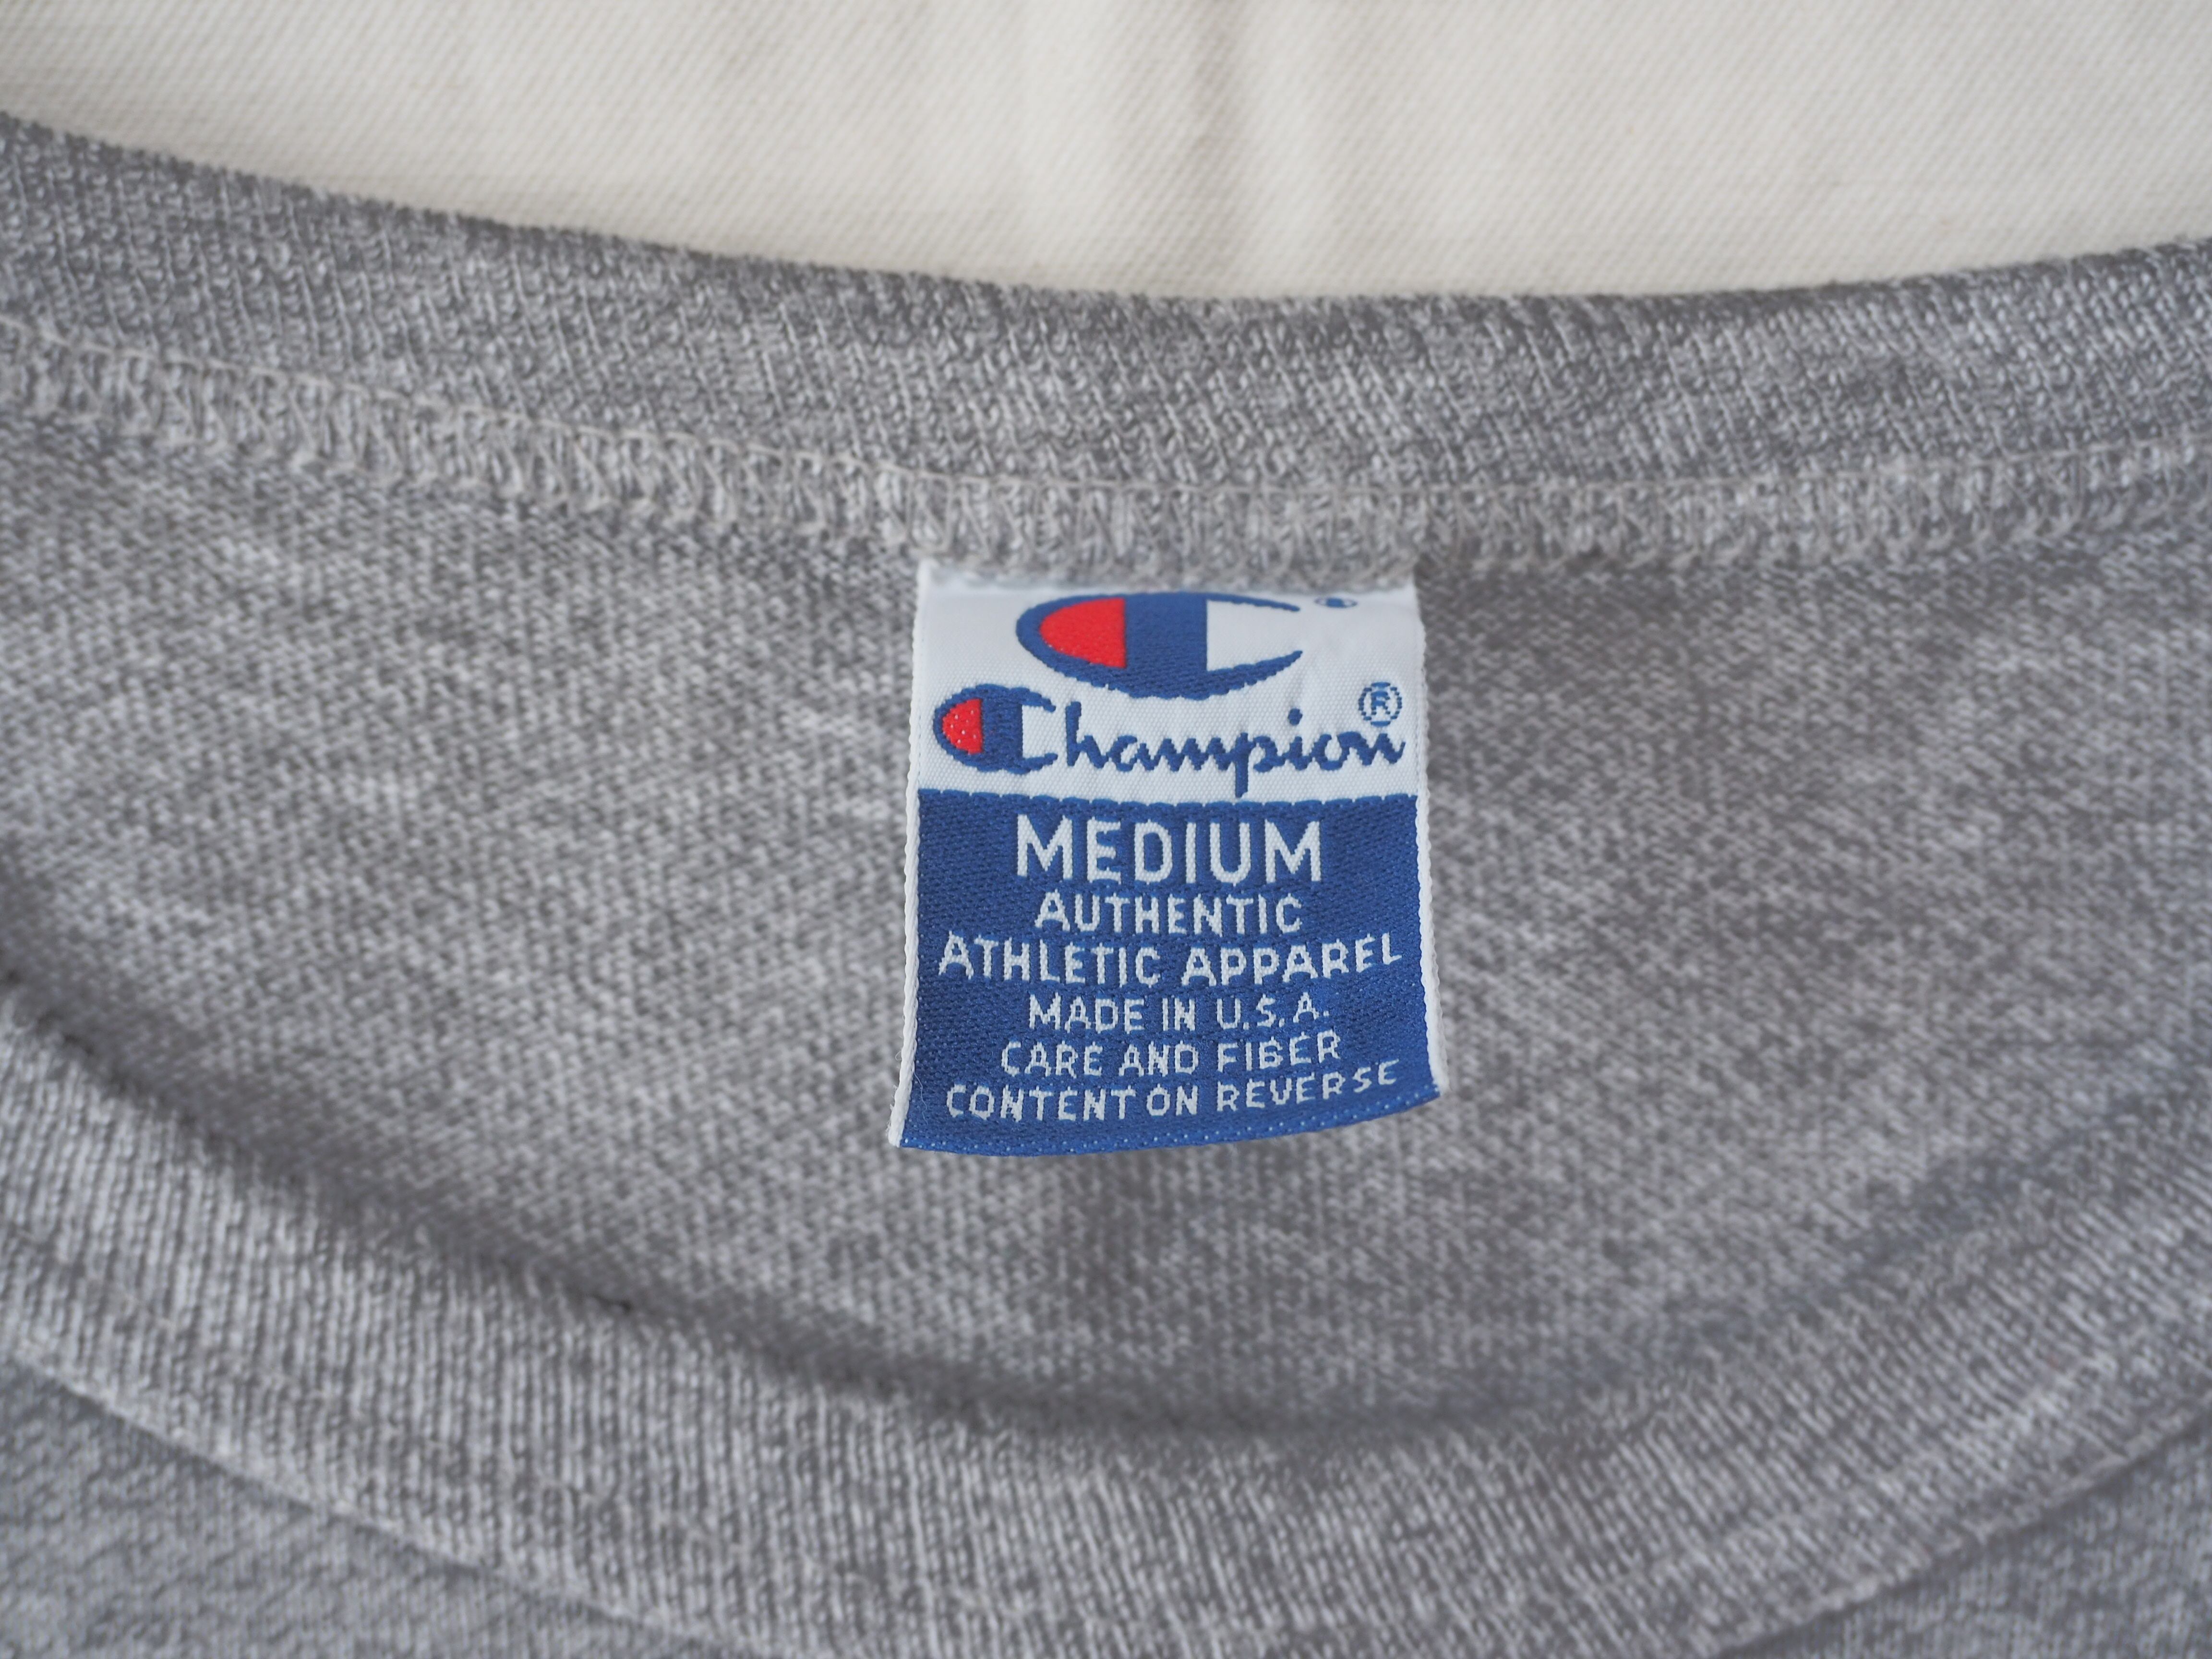 Champion®
MEDIUM
AUTHENTIC
ATHLETIC APPAREL
MADE IN U.S.A.
CARE AND FIBER
CONTENT ON REVERSE